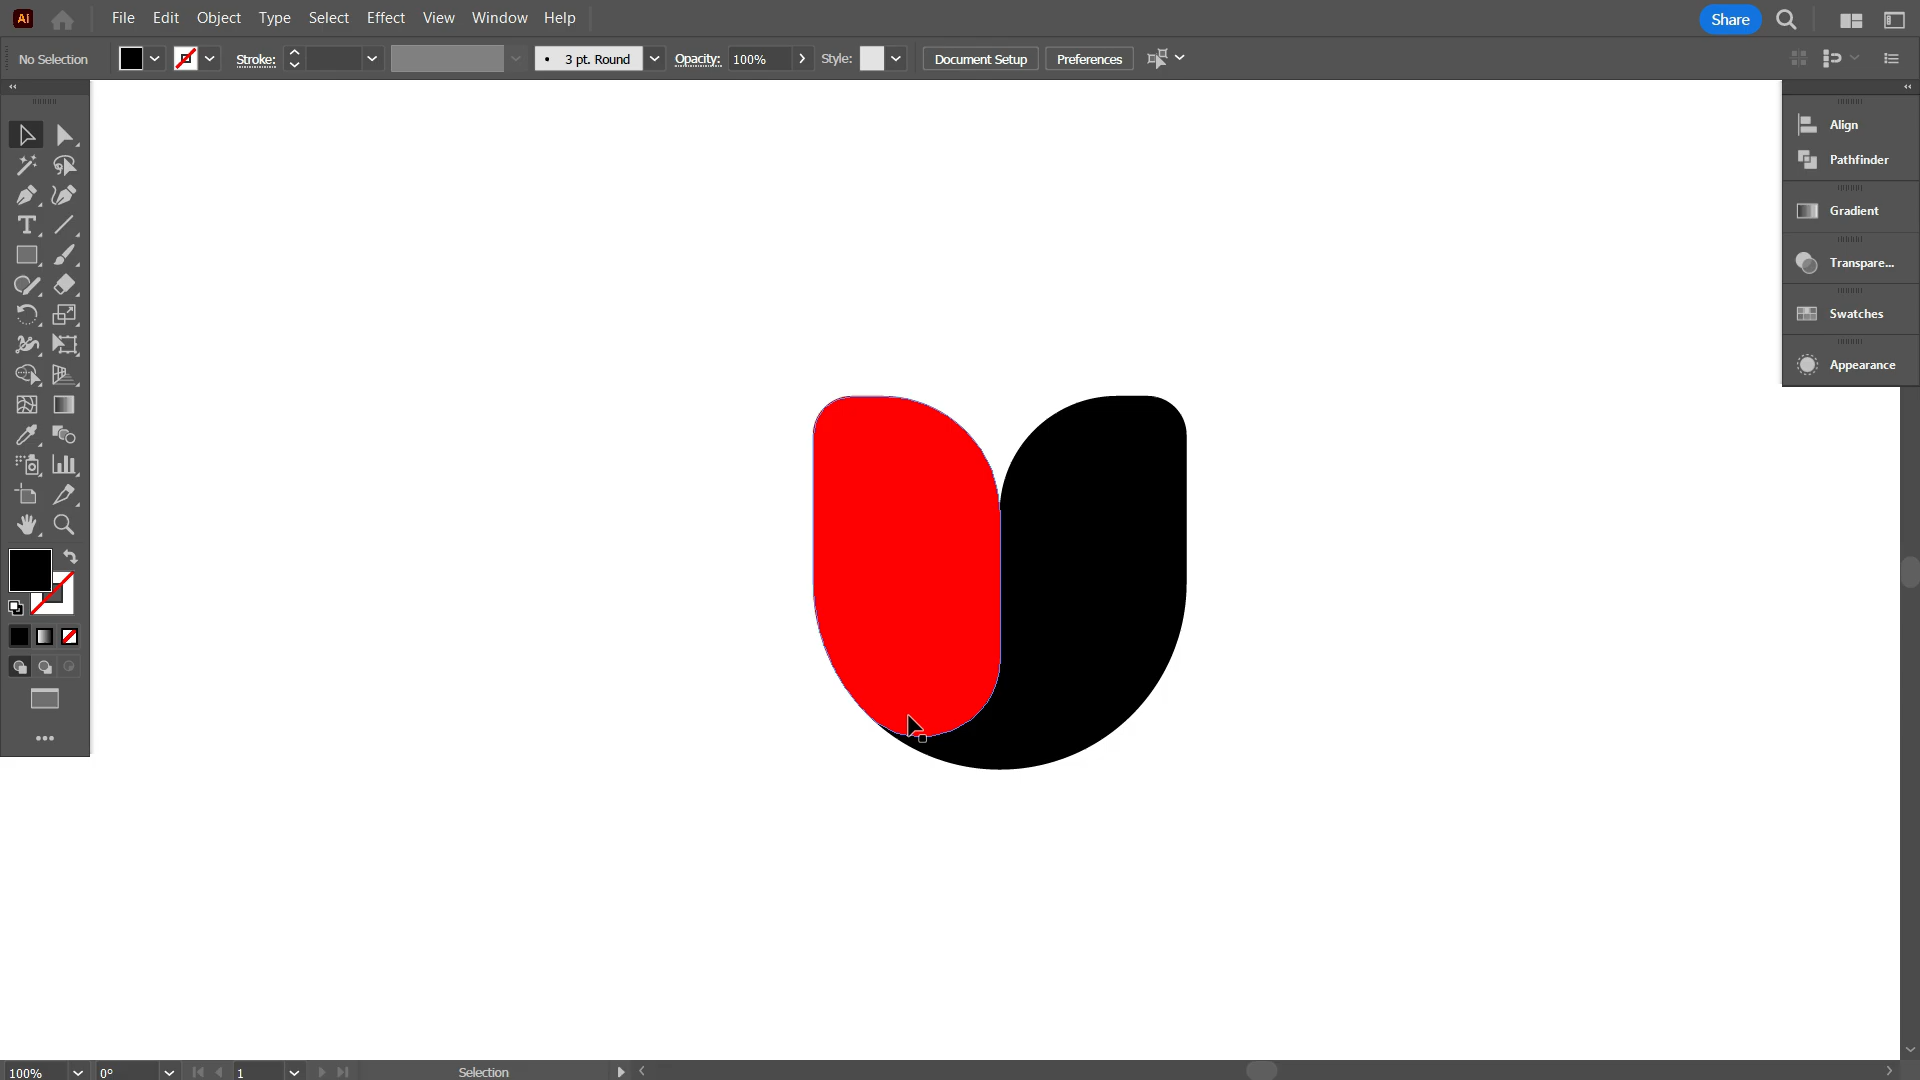 Ai File Edit Object Type Select Effect View Window Help Share
No Selection Stroke: 3 pt. Round Opacity: 100% Style: Document Setup Preferences
Align
Pathfinder
Gradient
Transpare...
Swatches
Appearance
100% 0° 1 Selection